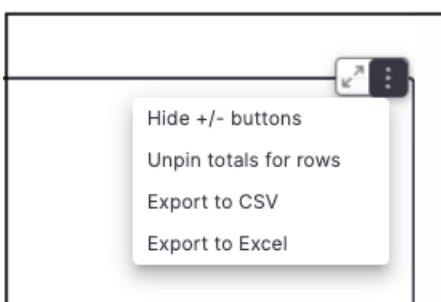 Hide +/- buttons
Unpin totals for rows
Export to CSV
Export to Excel